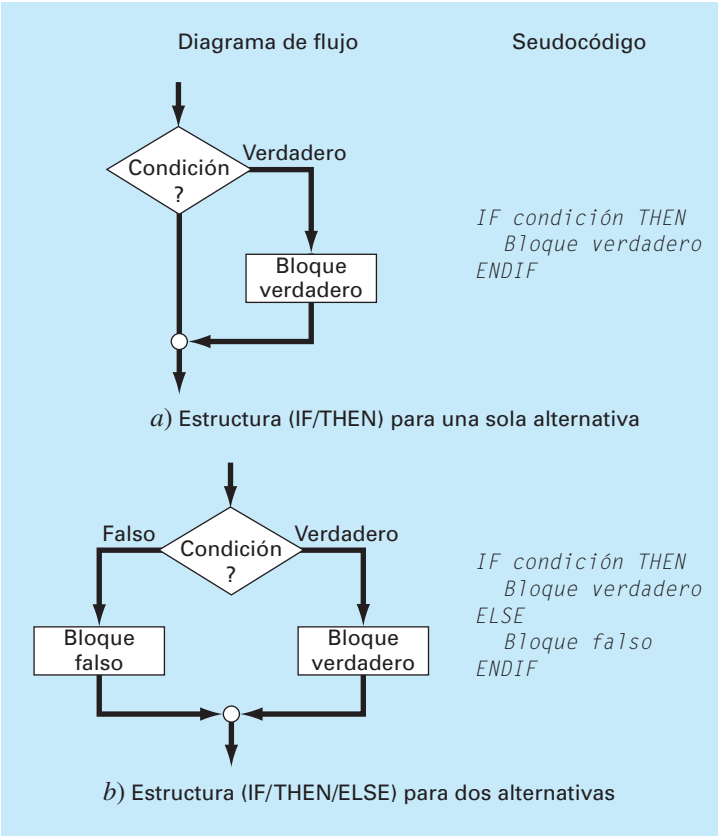 Diagrama de flujo
Seudocódigo
Condición
?
Verdadero
Bloque
verdadero
IF condición THEN
Bloque verdadero
ENDIF
a) Estructura (IF/THEN) para una sola alternativa
Falso
Condición
?
Verdadero
Bloque
falso
Bloque
verdadero
IF condición THEN
Bloque verdadero
ELSE
Bloque falso
ENDIF
b) Estructura (IF/THEN/ELSE) para dos alternativas